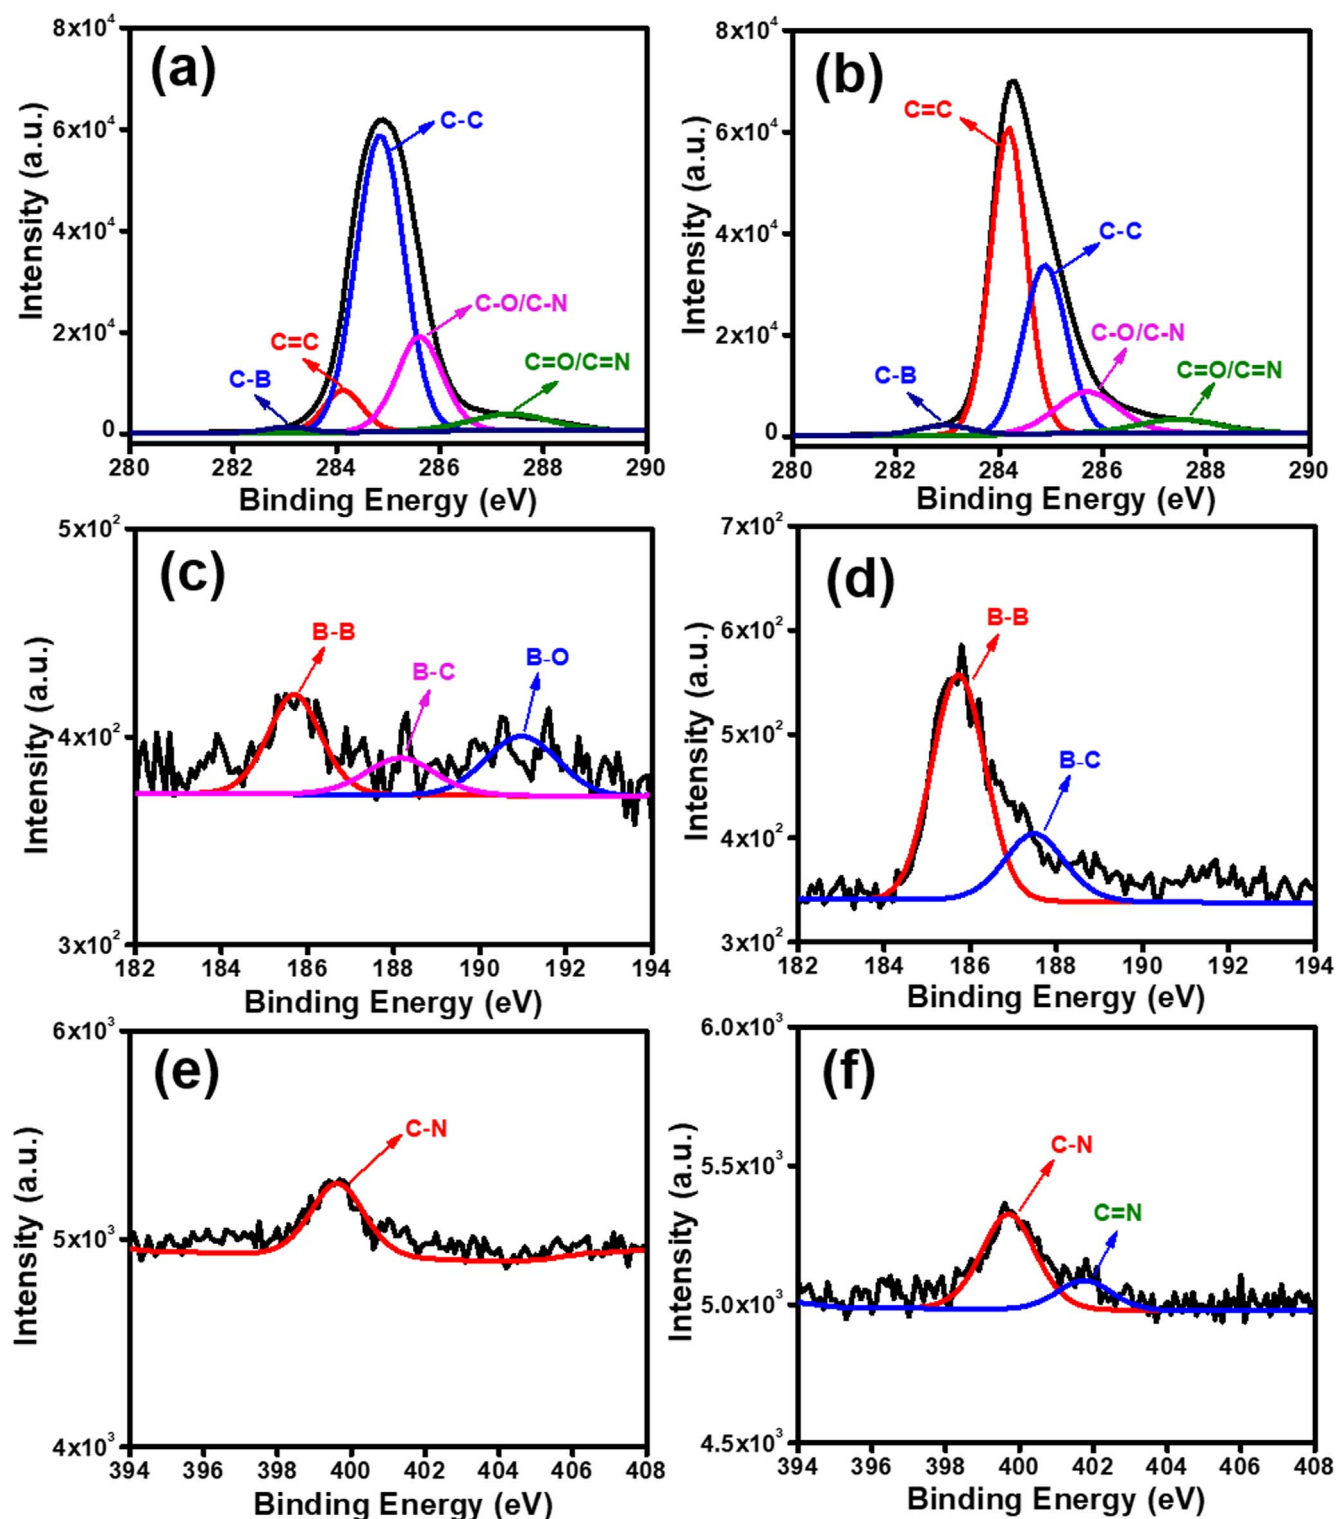 (a)
8x10⁴
6x10⁴
4x10⁴
2x10⁴
0
Intensity (a.u.)
C-C
C-O/C-N
C=C
C=O/C=N
C-B
280 282 284 286 288 290
Binding Energy (eV)
(b)
8x10⁴
6x10⁴
4x10⁴
2x10⁴
0
Intensity (a.u.)
C=C
C-C
C-O/C-N
C-B
C=O/C=N
280 282 284 286 288 290
Binding Energy (eV)
(c)
5x10²
4x10²
3x10²
Intensity (a.u.)
B-B
B-C
B-O
182 184 186 188 190 192 194
Binding Energy (eV)
(d)
7x10²
6x10²
5x10²
4x10²
3x10²
Intensity (a.u.)
B-B
B-C
182 184 186 188 190 192 194
Binding Energy (eV)
(e)
6x10³
5x10³
4x10³
Intensity (a.u.)
C-N
394 396 398 400 402 404 406 408
Binding Energy (eV)
(f)
6.0x10³
5.5x10³
5.0x10³
4.5x10³
Intensity (a.u.)
C-N
C=N
394 396 398 400 402 404 406 408
Binding Energy (eV)